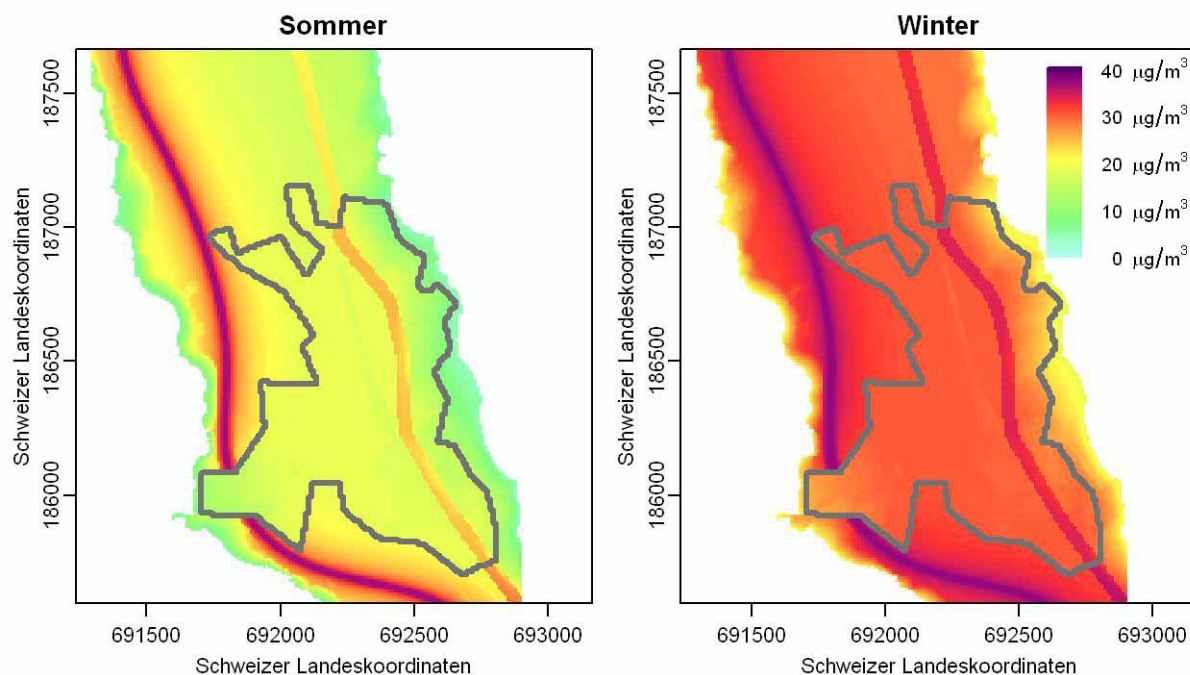 Sommer
Winter
187500
187000
186500
186000
Schweizer Landeskoordinaten
691500
692000
692500
693000
Schweizer Landeskoordinaten
187500
187000
186500
186000
Schweizer Landeskoordinaten
40 µg/m³
30 µg/m³
20 µg/m³
10 µg/m³
0 µg/m³
691500
692000
692500
693000
Schweizer Landeskoordinaten